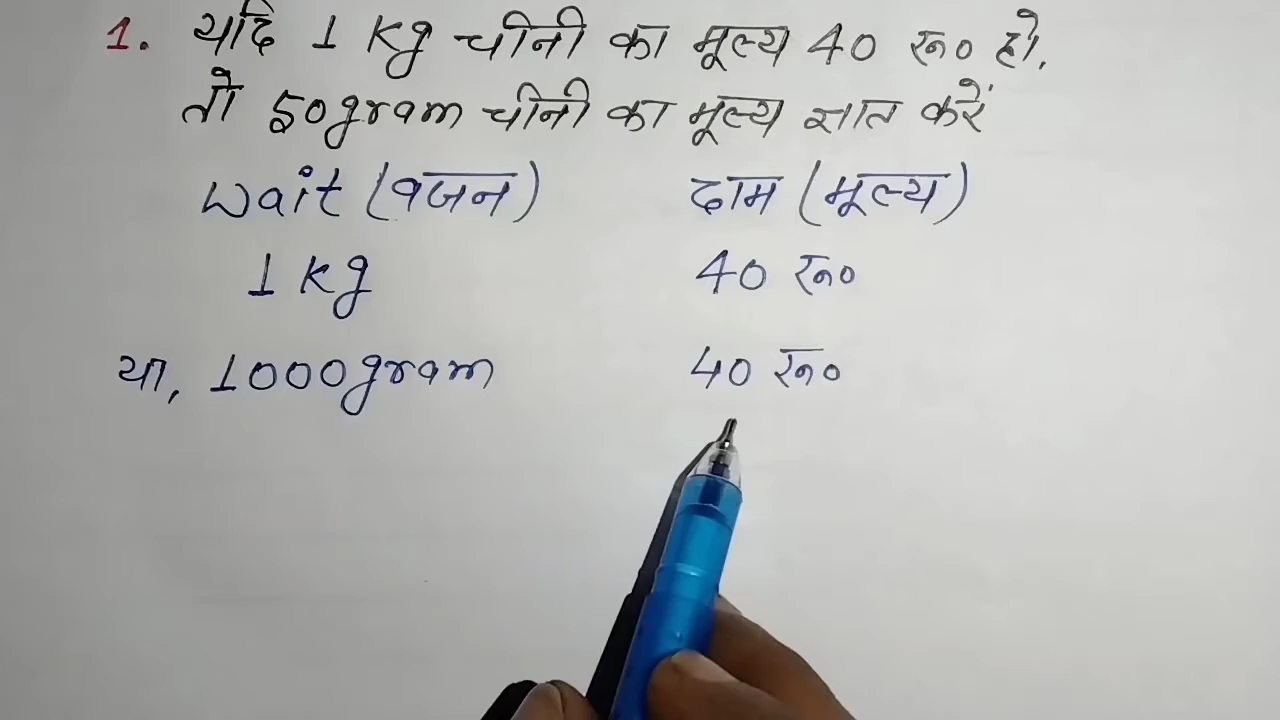 1. यदि 1 Kg चीनी का मूल्य 40 रू० हो,
तो 50gram चीनी का मूल्य ज्ञात करें
wait (वजन) दाम (मूल्य)
1 kg 40 रू०
या, 1000gram 40 रू०